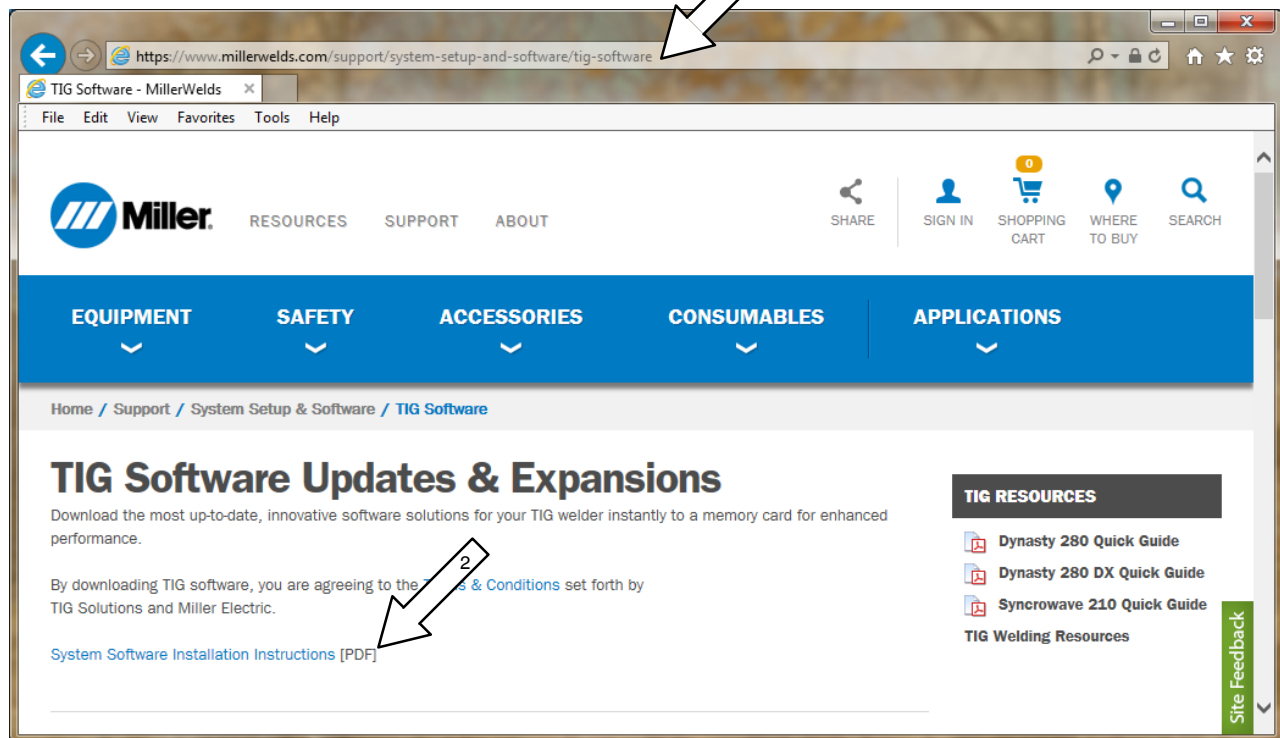 https://www.millerwelds.com/support/system-setup-and-software/tig-software
TIG Software - MillerWelds
File Edit View Favorites Tools Help
Miller.
RESOURCES SUPPORT ABOUT
0
SHARE SIGN IN SHOPPING CART WHERE TO BUY SEARCH
EQUIPMENT SAFETY ACCESSORIES CONSUMABLES APPLICATIONS
Home / Support / System Setup & Software / TIG Software
TIG Software Updates & Expansions
Download the most up-to-date, innovative software solutions for your TIG welder instantly to a memory card for enhanced
performance.
2
By downloading TIG software, you are agreeing to the & Conditions set forth by
TIG Solutions and Miller Electric.
System Software Installation Instructions [PDF]
TIG RESOURCES
Dynasty 280 Quick Guide
Dynasty 280 DX Quick Guide
Syncrowave 210 Quick Guide
TIG Welding Resources
Site Feedback